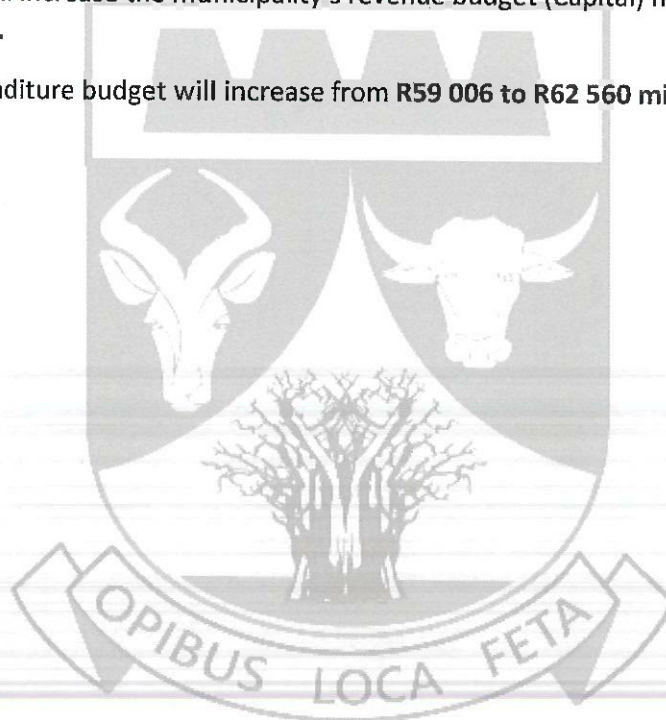 increase the municipality's revenue budget (Capital)
nditure budget will increase from R59 006 to R62 560 mi
OPIBUS LOCA FETA